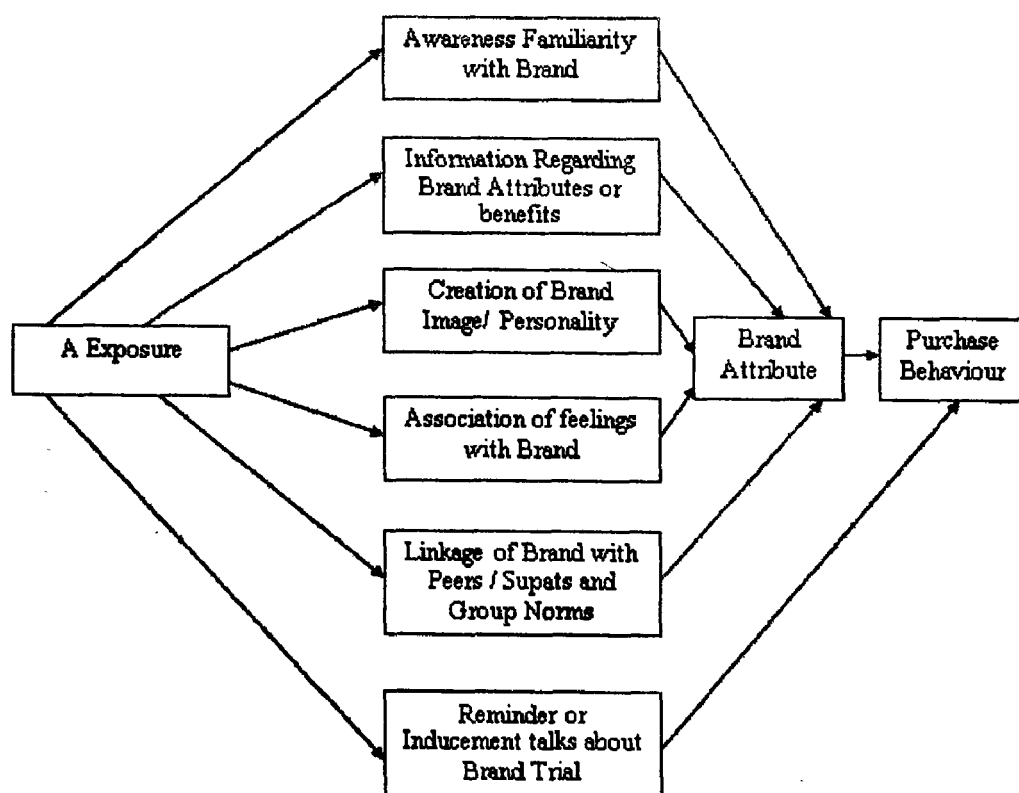 Awareness Familiarity
with Brand
Information Regarding
Brand Attributes or
benefits
Creation of Brand
Image/ Personality
A Exposure
Brand
Attribute
Purchase
Behaviour
Association of feelings
with Brand
Linkage of Brand with
Peers / Supats and
Group Norms
Reminder or
Inducement talks about
Brand Trial